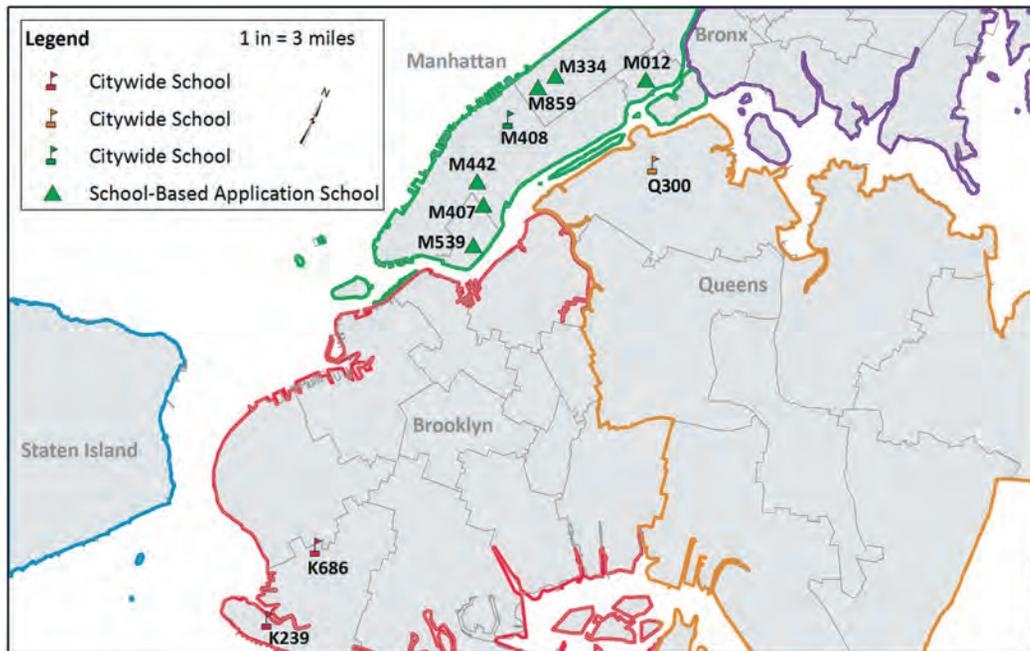 Legend 1 in = 3 miles
Citywide School
Citywide School
Citywide School
School-Based Application School
N
Manhattan
Bronx
M334
M012
M859
M408
M442
Q300
M407
M539
Queens
Brooklyn
Staten Island
K686
K239